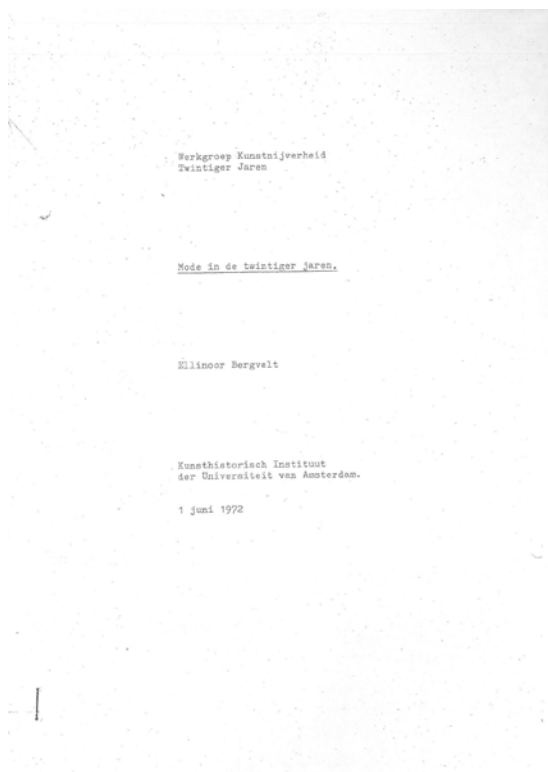 Werkgroep Kunstnijverheid
Twintiger Jaren
Mode in de twintiger jaren.
Ellinoor Bergvelt
Kunsthistorisch Instituut
der Universiteit van Amsterdam.
1 juni 1972